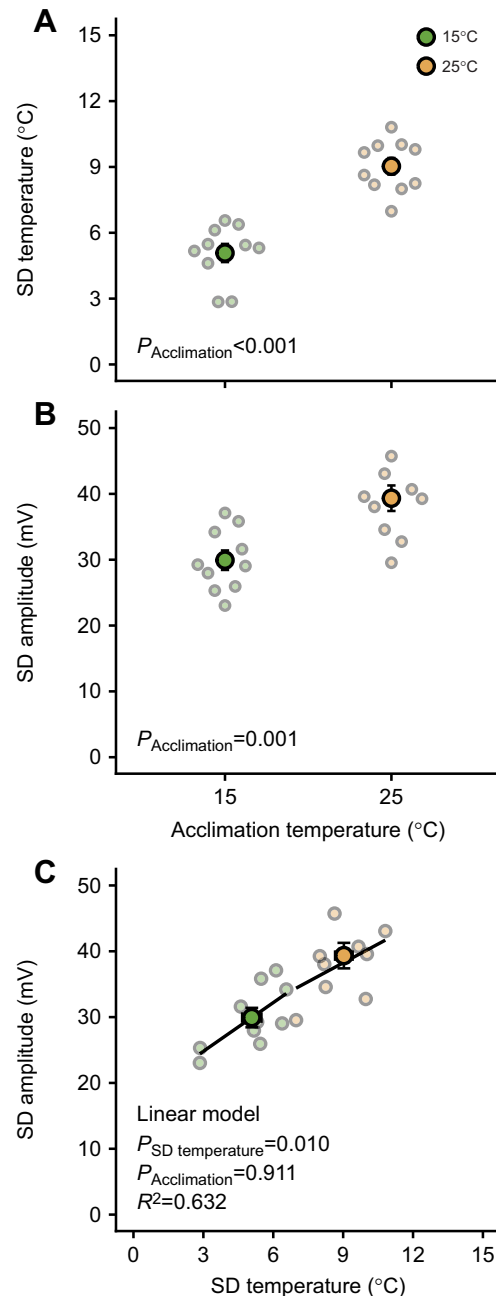 A
15°C
25°C
SD temperature (°C)
15
12
9
6
3
0
PAcclimation<0.001
B
SD amplitude (mV)
50
40
30
20
10
0
PAcclimation=0.001
15
25
Acclimation temperature (°C)
C
SD amplitude (mV)
50
40
30
20
10
0
Linear model
PSD temperature=0.010
PAcclimation=0.911
R2=0.632
0
3
6
9
12
15
SD temperature (°C)